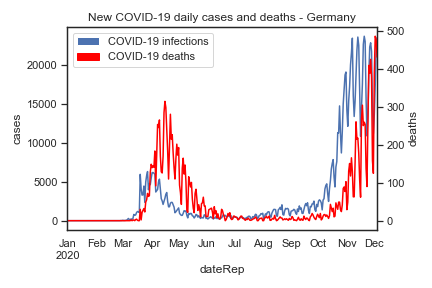 New COVID-19 daily cases and deaths - Germany
COVID-19 infections
COVID-19 deaths
cases
20000
15000
10000
5000
0
deaths
500
400
300
200
100
0
Jan Feb Mar Apr May Jun Jul Aug Sep Oct Nov Dec
2020
dateRep